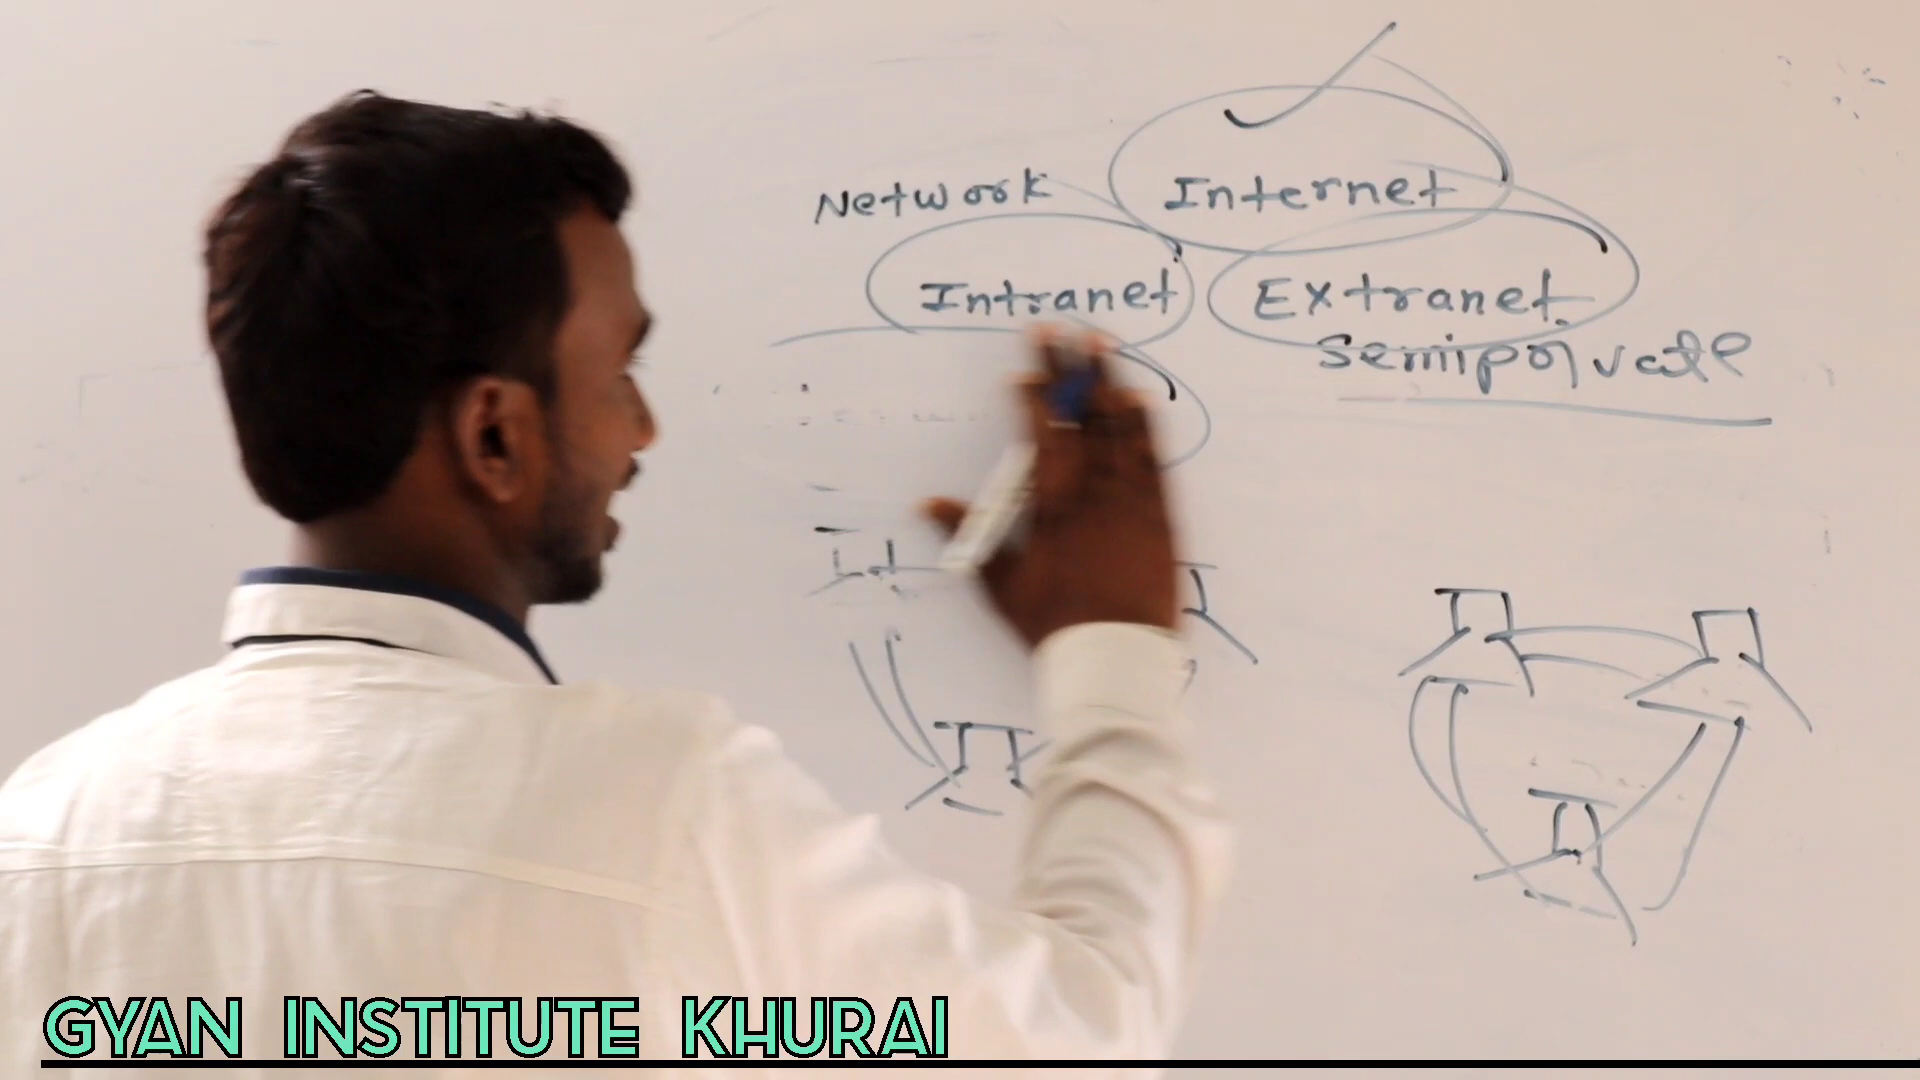 Network Internet
Intranet Extranet
Semiprivate
GYAN INSTITUTE KHURAI